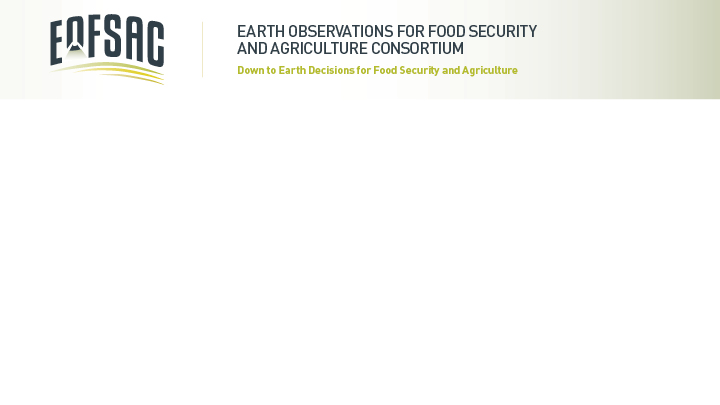 EOFSAC
EARTH OBSERVATIONS FOR FOOD SECURITY
AND AGRICULTURE CONSORTIUM
Down to Earth Decisions for Food Security and Agriculture